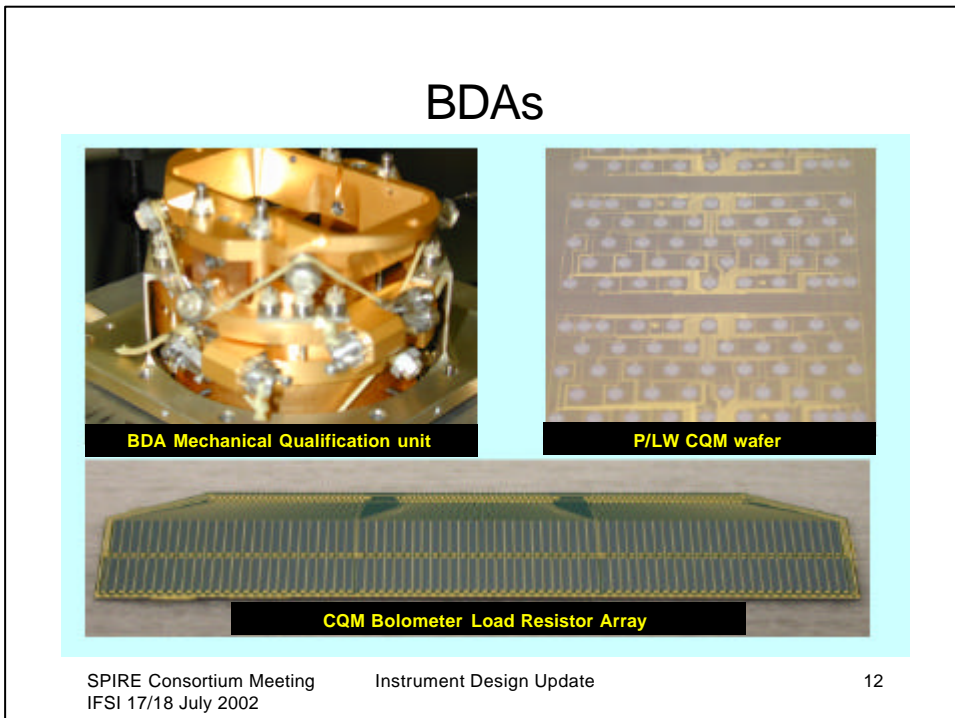 BDAs
BDA Mechanical Qualification unit
P/LW CQM wafer
CQM Bolometer Load Resistor Array
SPIRE Consortium Meeting
IFSI 17/18 July 2002
Instrument Design Update
12